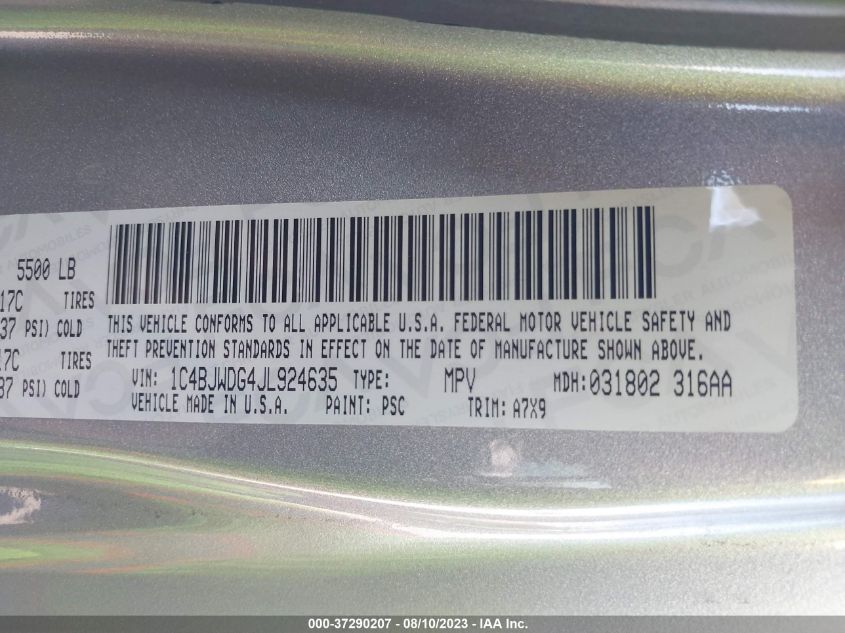 5500 LB
17C TIRES
37 PSI) COLD
7C TIRES
37 PSI) COLD
THIS VEHICLE CONFORMS TO ALL APPLICABLE U.S.A. FEDERAL MOTOR VEHICLE SAFETY AND
THEFT PREVENTION STANDARDS IN EFFECT ON THE DATE OF MANUFACTURE SHOWN ABOVE.
VIN: 1C4BJWDG4JL924635 TYPE: MPV MDH:031802 316AA
VEHICLE MADE IN U.S.A. PAINT: PSC TRIM: A7X9
000-37290207 - 08/10/2023 - IAA Inc.